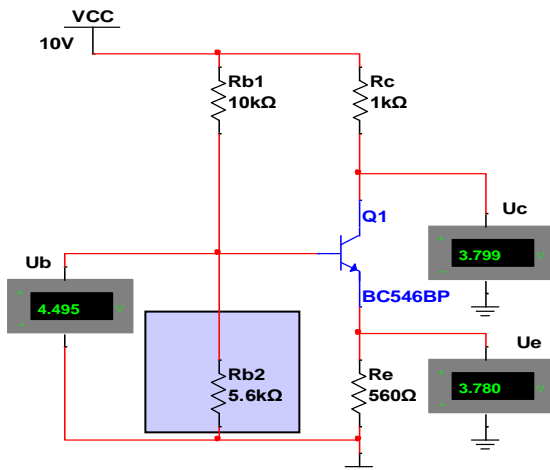 VCC
10V
Rb1
10kΩ
Rc
1kΩ
Q1
Uc
3.799
V
Ub
4.495
V
BC546BP
Ue
3.780
V
Rb2
5.6kΩ
Re
560Ω